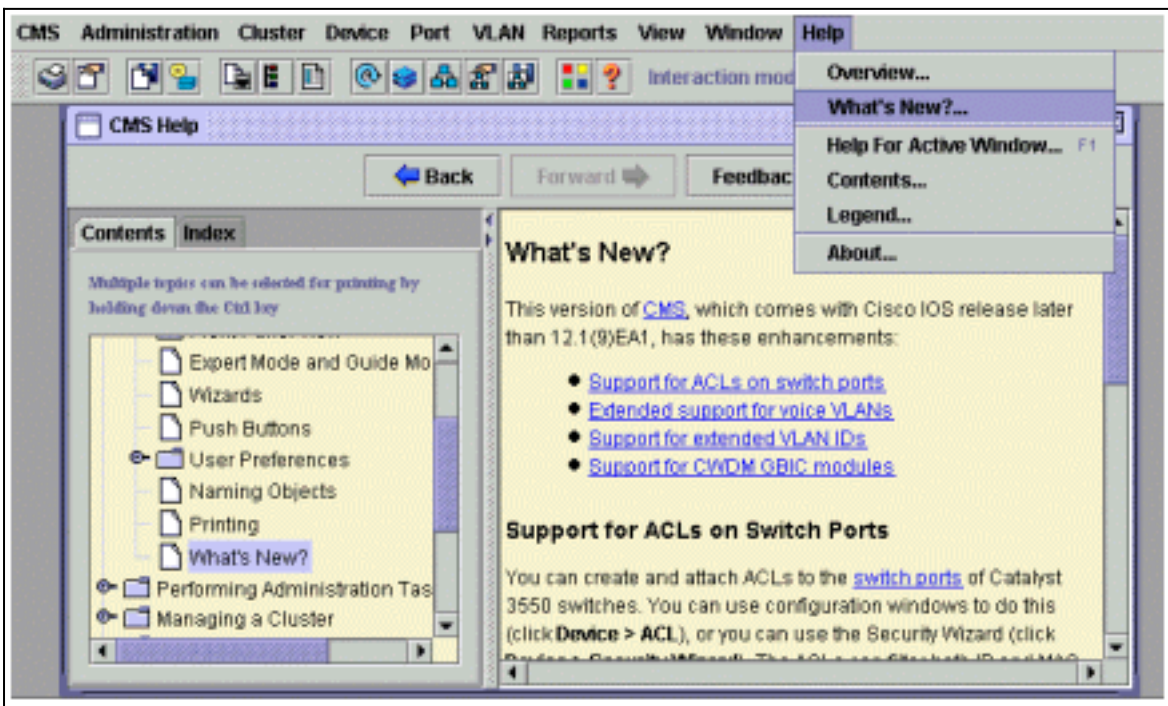 CMS Administration Cluster Device Port VLAN Reports View Window Help
Interaction mod
Overview...
What's New?...
Help For Active Window... F1
Contents...
Legend...
About...
CMS Help
Back
Forward
Feedbac
Contents
Index
Multiple topics can be selected for printing by
holding down the Ctrl key
Expert Mode and Guide Mo
Wizards
Push Buttons
User Preferences
Naming Objects
Printing
What's New?
Performing Administration Tas
Managing a Cluster
What's New?
This version of CMS, which comes with Cisco IOS release later
than 12.1(9)EA1, has these enhancements:
Support for ACLs on switch ports
Extended support for voice VLANs
Support for extended VLAN IDs
Support for CWDM GBIC modules
Support for ACLs on Switch Ports
You can create and attach ACLs to the switch ports of Catalyst
3550 switches. You can use configuration windows to do this
(click Device > ACL), or you can use the Security Wizard (click